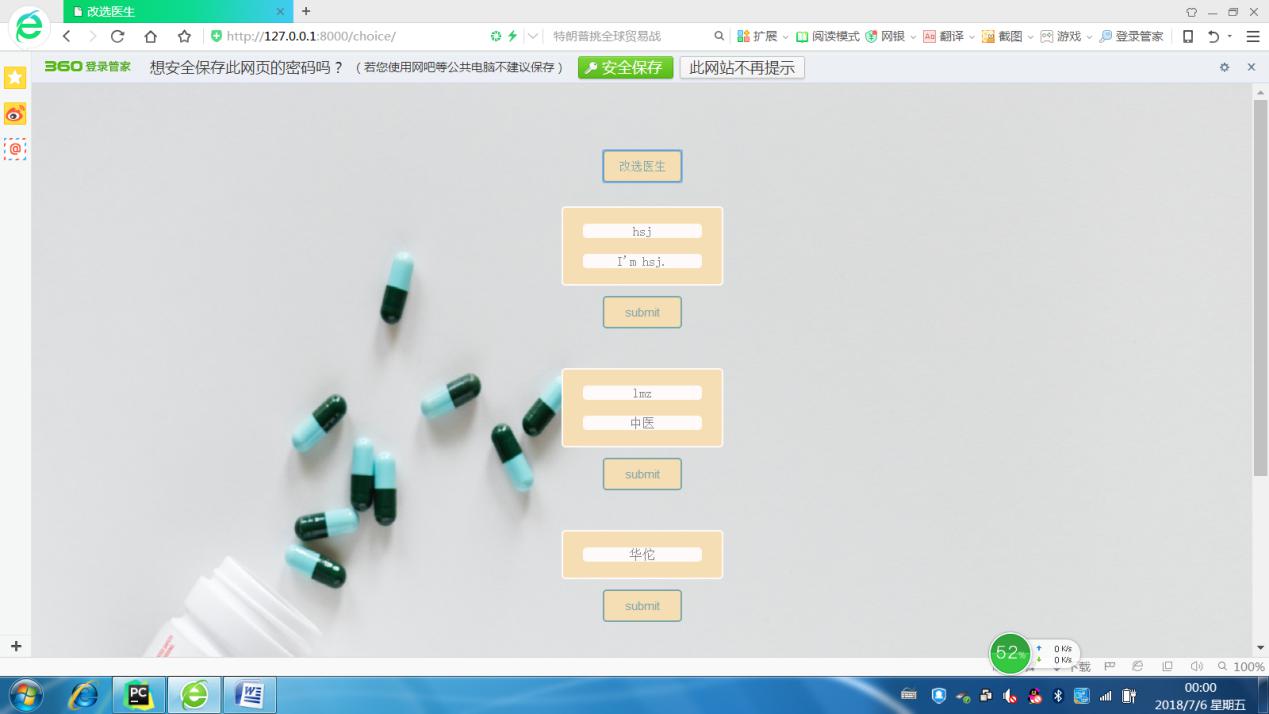 改选医生
http://127.0.0.1:8000/choice/
特朗普挑全球贸易战
扩展
阅读模式
网银
翻译
截图
游戏
登录管家
360登录管家
想安全保存此网页的密码吗？
（若您使用网吧等公共电脑不建议保存）
安全保存
此网站不再提示
改选医生
hsj
I'm hsj.
submit
lmz
中医
submit
华佗
submit
52%
0 K/s
0 K/s
下载
100%
PC
00:00
2018/7/6 星期五